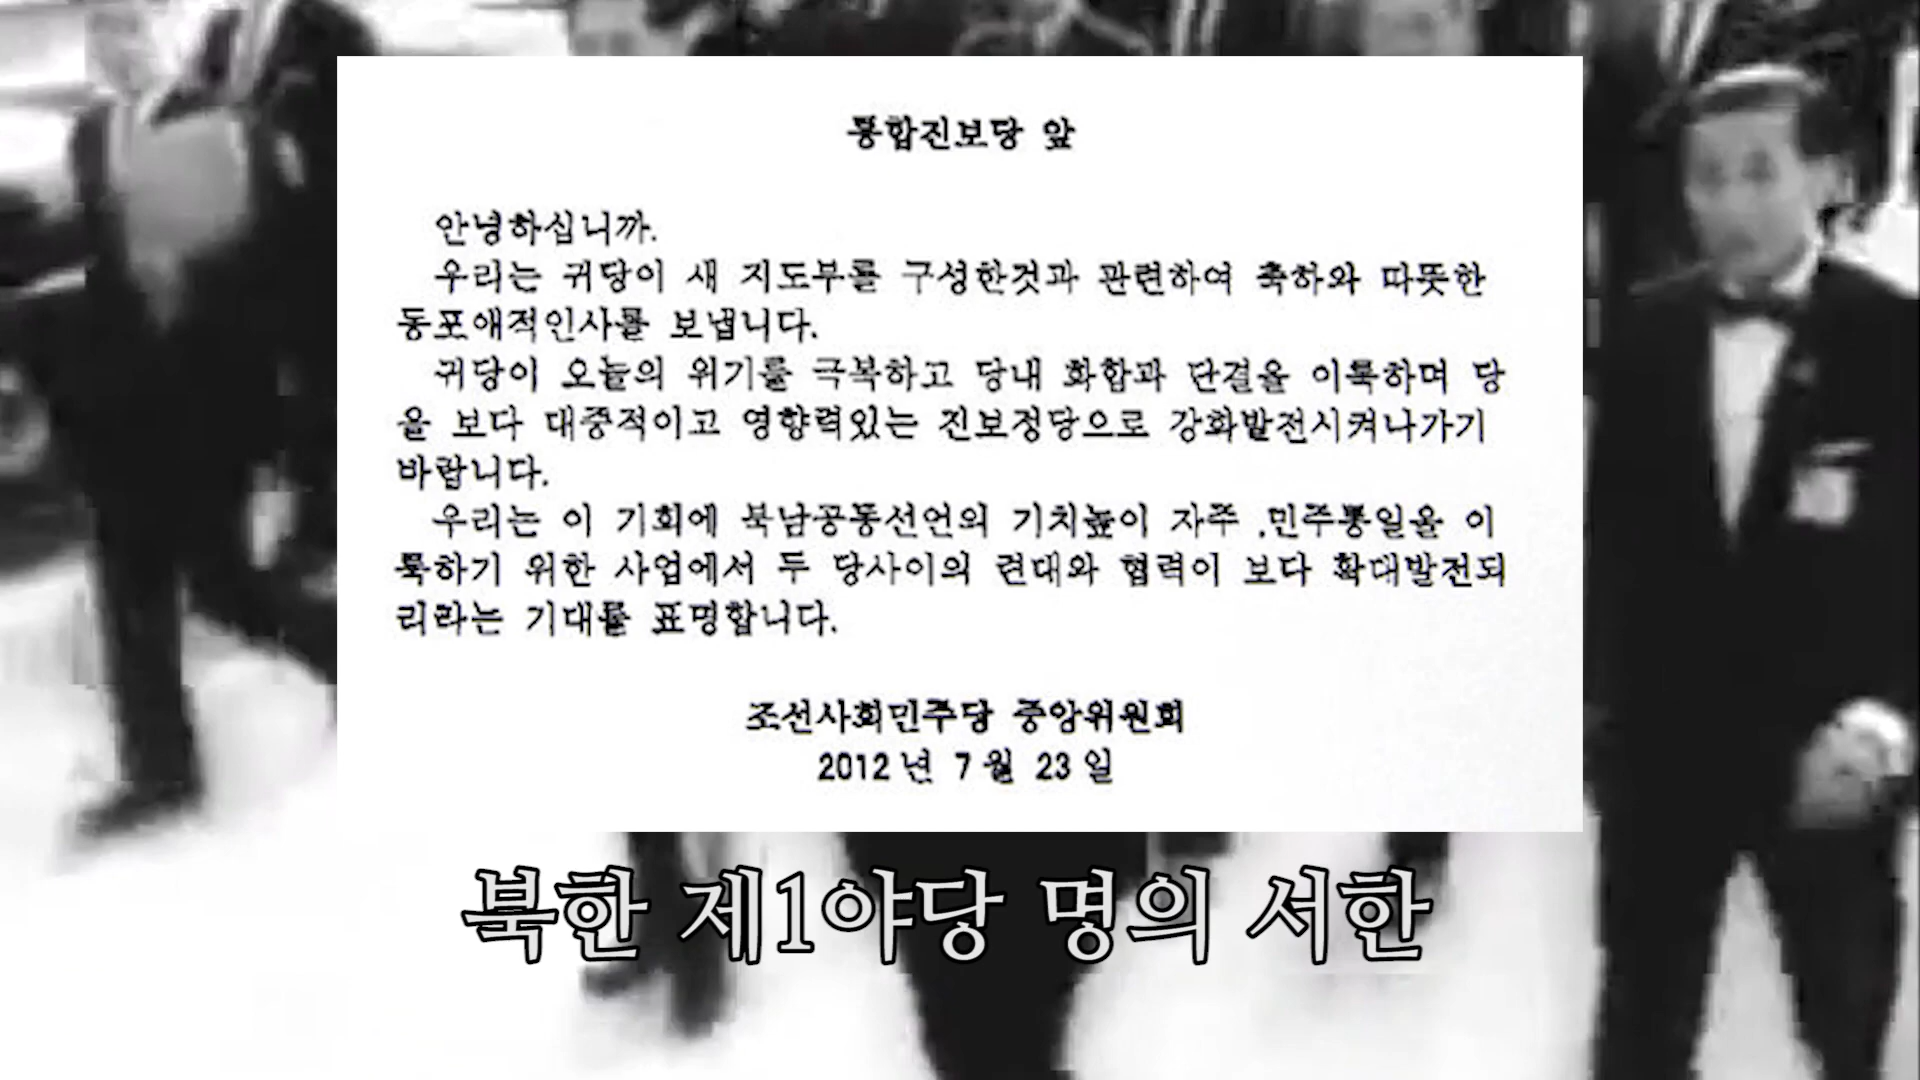 통합진보당 앞
안녕하십니까.
우리는 귀당이 새 지도부를 구성한것과 관련하여 축하와 따뜻한
동포애적인사를 보냅니다.
귀당이 오늘의 위기를 극복하고 당내 화합과 단결을 이룩하며 당
을 보다 대중적이고 영향력있는 진보정당으로 강화발전시켜나가기
바랍니다.
우리는 이 기회에 북남공동선언의 기치높이 자주 ,민주통일을 이
룩하기 위한 사업에서 두 당사이의 련대와 협력이 보다 확대발전되
리라는 기대를 표명합니다.
조선사회민주당 중앙위원회
2012년 7월 23일
북한 제1야당 명의 서한